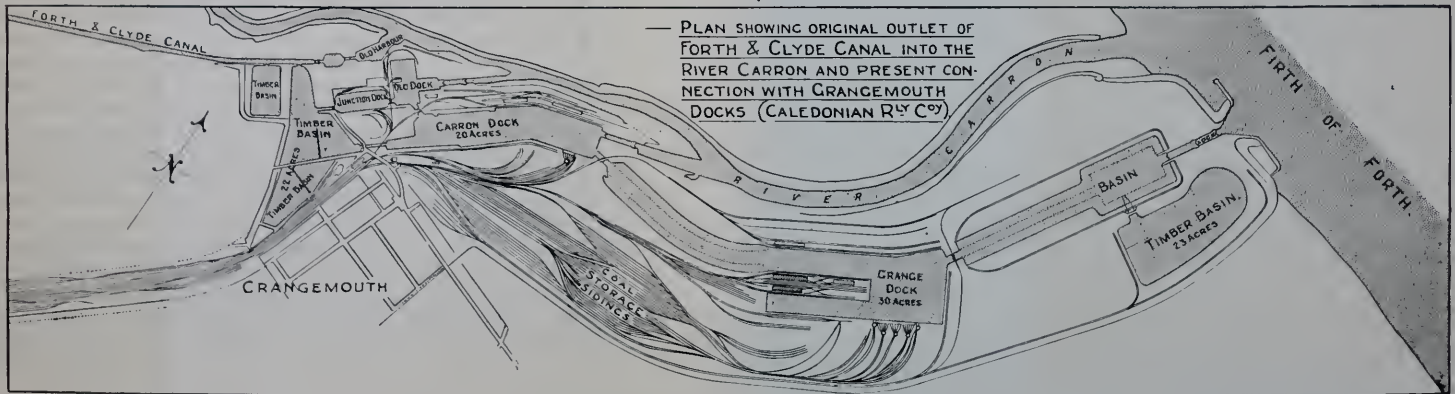 FORTH & CLYDE CANAL
OLD HARBOUR
— PLAN SHOWING ORIGINAL OUTLET OF
FORTH & CLYDE CANAL INTO THE
RIVER CARRON AND PRESENT CON-
NECTION WITH GRANGEMOUTH
DOCKS (CALEDONIAN RLY COY).
TIMBER
BASIN
JUNCTION DOCK
OLD DOCK
TIMBER
BASIN
22 ACRES
TIMBER BASIN
CARRON DOCK
20 ACRES
RIVER CARRON
FIRTH
OF
FORTH.
N
BASIN
TIMBER BASIN,
23 ACRES
GRANGEMOUTH
COAL
STORAGE
SIDINGS
GRANGE
DOCK
30 ACRES